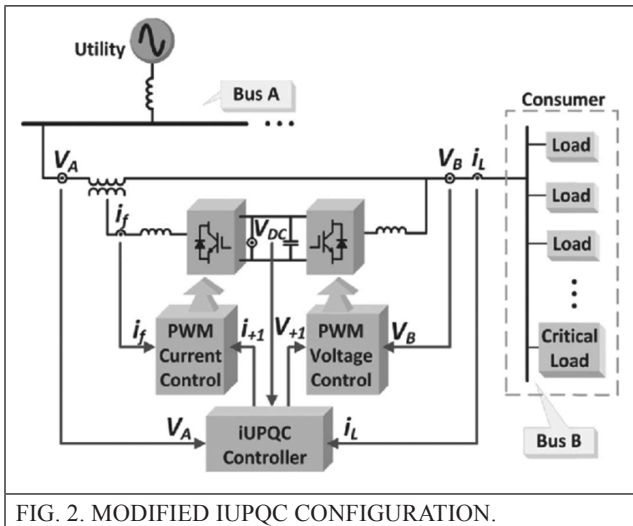 Utility
Bus A
Consumer
V_A
V_B
i_L
Load
Load
Load
Critical
Load
i_f
V_DC
i_f
PWM
Current
Control
i_+1
V_+1
PWM
Voltage
Control
V_B
V_A
iUPQC
Controller
i_L
Bus B
FIG. 2. MODIFIED IUPQC CONFIGURATION.